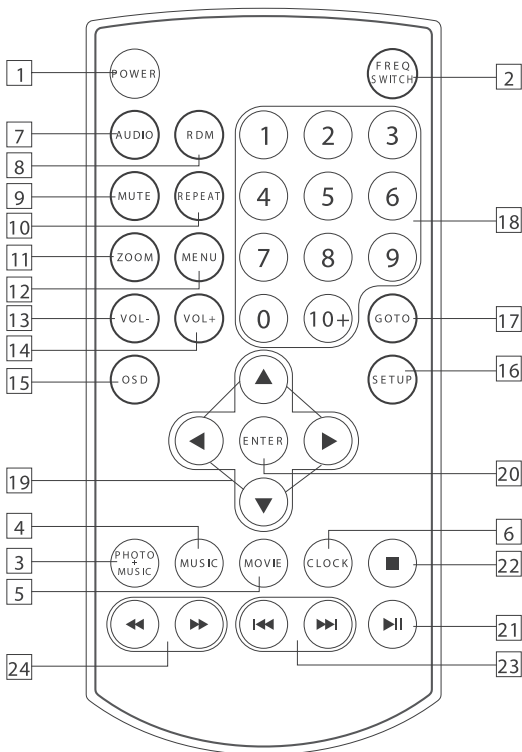 1
POWER
FREQ
SWITCH
2
7
AUDIO
RDM
1
2
3
8
9
MUTE
REPEAT
4
5
6
10
18
11
ZOOM
MENU
7
8
9
12
13
VOL-
VOL+
0
10+
GOTO
17
14
15
OSD
SETUP
16
ENTER
19
20
4
6
3
PHOTO
+
MUSIC
MUSIC
MOVIE
CLOCK
22
5
21
24
23